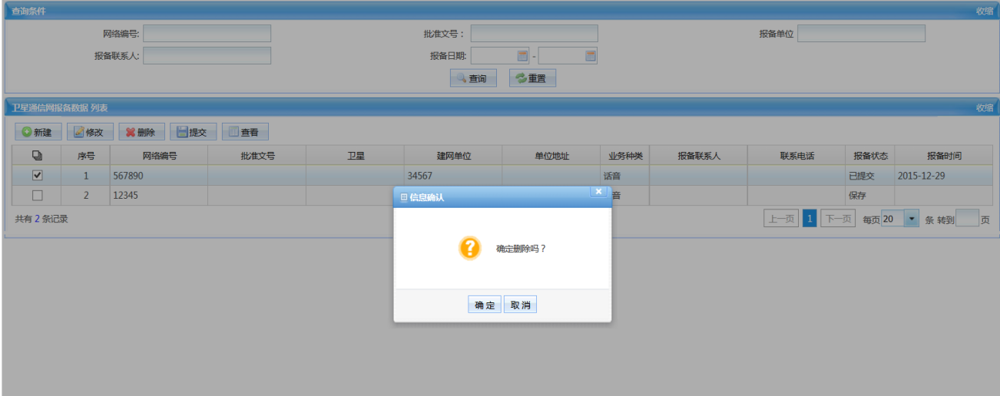 查询条件 收缩
网络编号: 批准文号： 报备单位
报备联系人: 报备日期: -
查询 重置
卫星通信网报备数据 列表 收缩
新建 修改 删除 提交 查看
序号 网络编号 批准文号 卫星 建网单位 单位地址 业务种类 报备联系人 联系电话 报备状态 报备时间
1 567890 34567 话音 已提交 2015-12-29
2 12345 音 保存
共有 2 条记录 上一页 1 下一页 每页 20 条 转到 页
信息确认
确定删除吗？
确 定 取 消